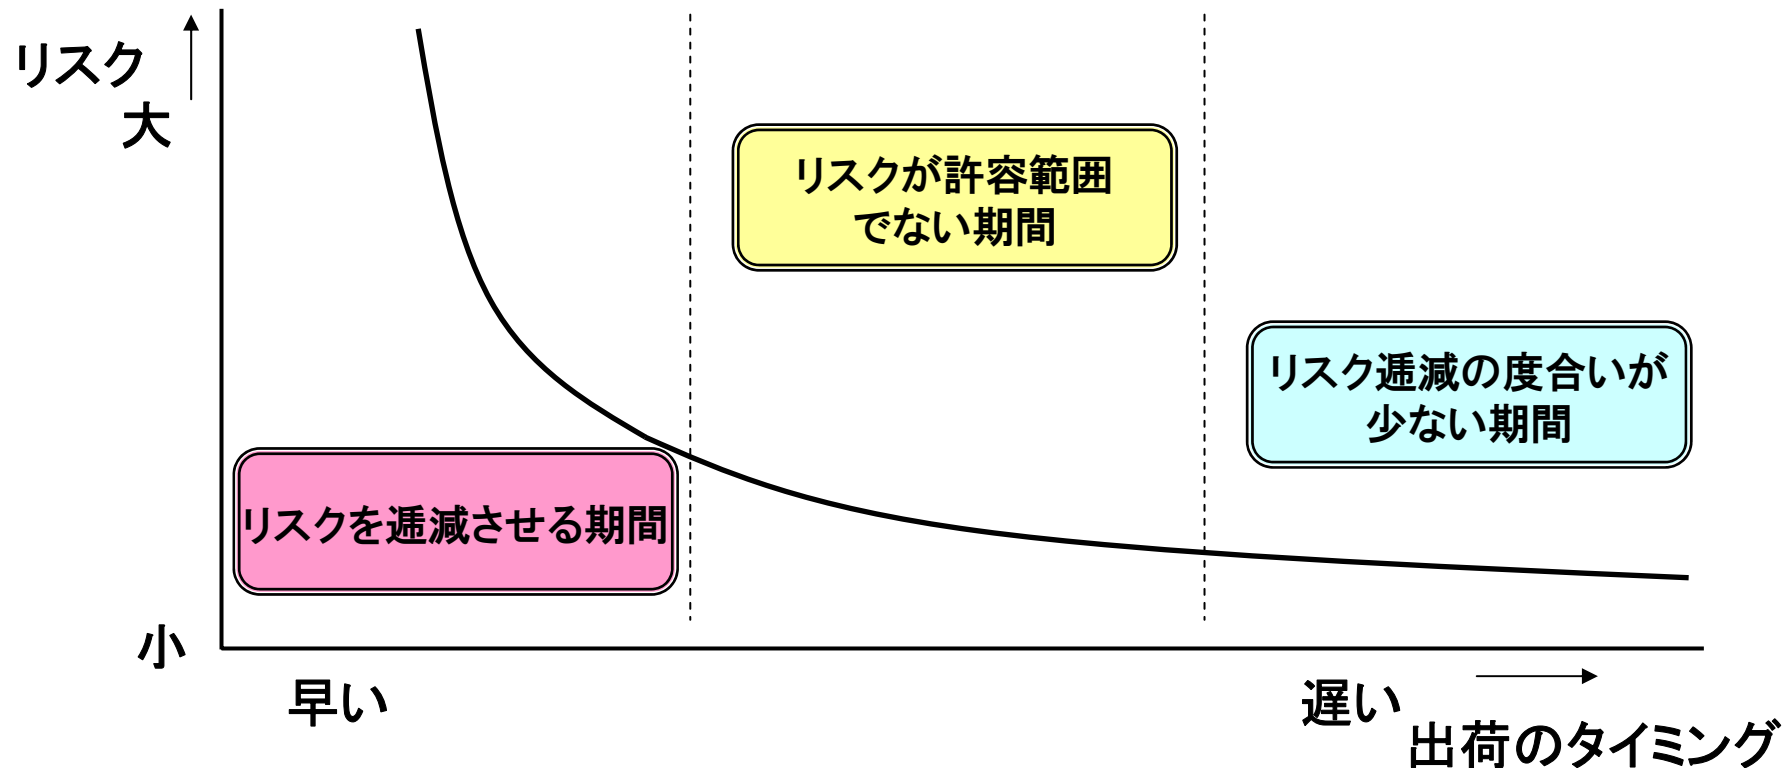 リスク
大
リスクが許容範囲
でない期間
リスク逓減の度合いが
少ない期間
リスクを逓減させる期間
小
早い
遅い
出荷のタイミング